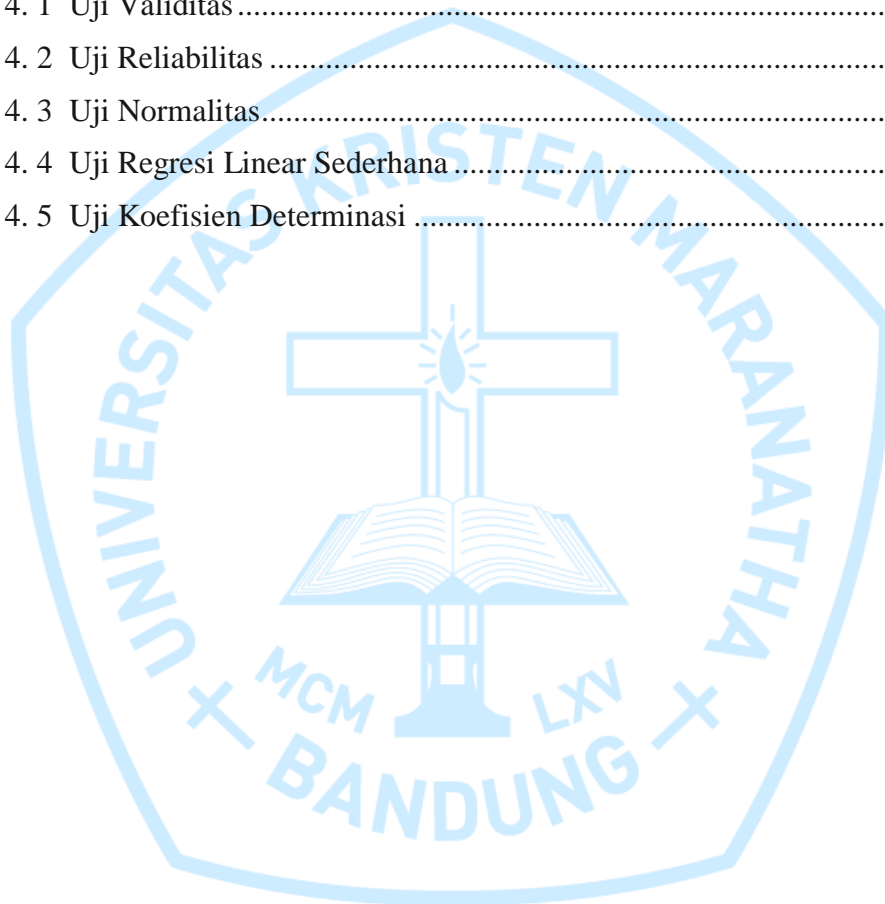 4. 1 Uji Validitas ................................................................................
4. 2 Uji Reliabilitas ............................................................................
4. 3 Uji Normalitas.............................................................................
4. 4 Uji Regresi Linear Sederhana .....................................................
4. 5 Uji Koefisien Determinasi ..........................................................
UNIVERSITAS KRISTEN MARANATHA
MCM LXV
BANDUNG